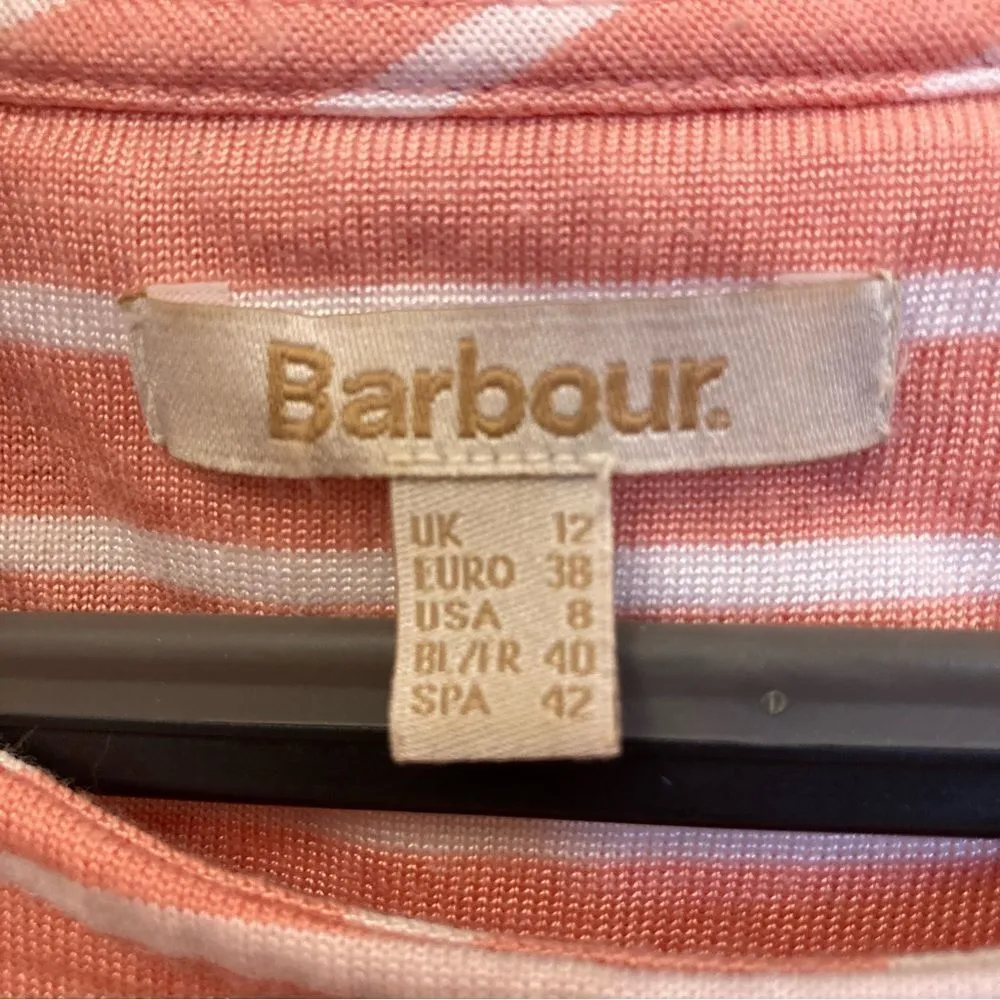 Barbour.
UK 12
EURO 38
USA 8
BL/FR 40
SPA 42